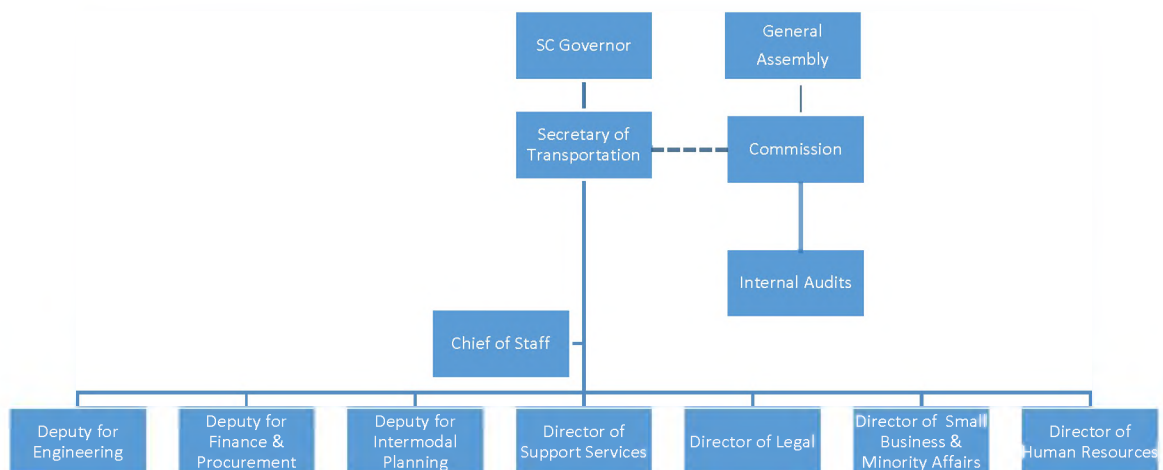 SC Governor
General
Assembly
Secretary of
Transportation
Commission
Internal Audits
Chief of Staff
Deputy for
Engineering
Deputy for
Finance &
Procurement
Deputy for
Intermodal
Planning
Director of
Support Services
Director of Legal
Director of Small
Business &
Minority Affairs
Director of
Human Resources